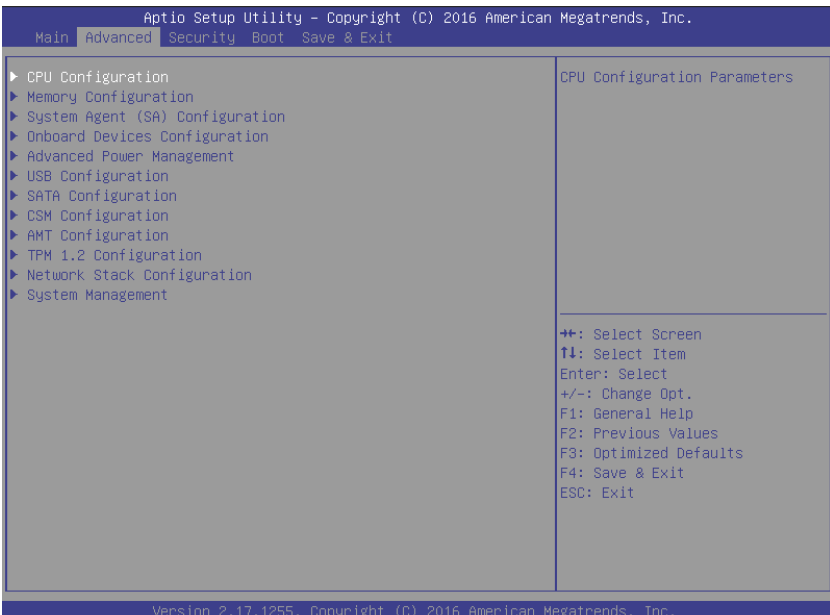 Aptio Setup Utility – Copyright (C) 2016 American Megatrends, Inc.
Main Advanced Security Boot Save & Exit
CPU Configuration
Memory Configuration
System Agent (SA) Configuration
Onboard Devices Configuration
Advanced Power Management
USB Configuration
SATA Configuration
CSM Configuration
AMT Configuration
TPM 1.2 Configuration
Network Stack Configuration
System Management
CPU Configuration Parameters
→←: Select Screen
↑↓: Select Item
Enter: Select
+/-: Change Opt.
F1: General Help
F2: Previous Values
F3: Optimized Defaults
F4: Save & Exit
ESC: Exit
Version 2.17.1255. Copyright (C) 2016 American Megatrends, Inc.